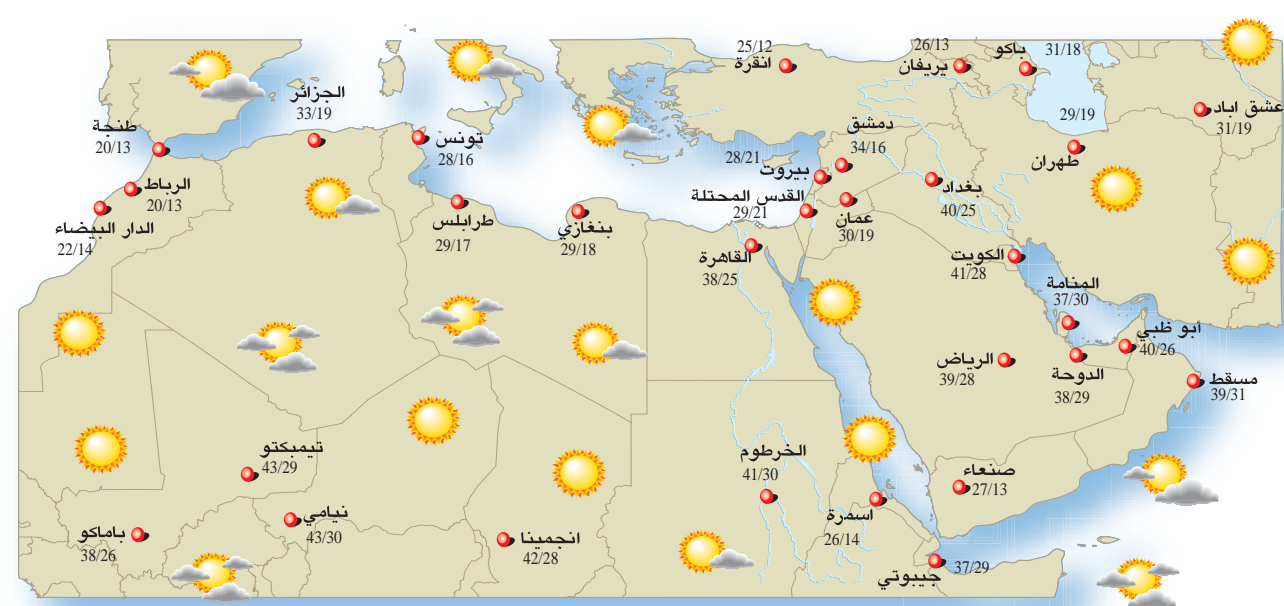 25/12
انقرة
26/13
يريفان
باكو
31/18
عشق اباد
31/19
29/19
طهران
الجزائر
33/19
طنجة
20/13
تونس
28/16
دمشق
34/16
28/21
بيروت
بغداد
40/25
الرباط
20/13
القدس المحتلة
29/21
عمان
30/19
الدار البيضاء
22/14
طرابلس
29/17
بنغازي
29/18
القاهرة
38/25
الكويت
41/28
المنامة
37/30
أبو ظبي
40/26
الرياض
39/28
الدوحة
38/29
مسقط
39/31
تيمبكتو
43/29
الخرطوم
41/30
صنعاء
27/13
نيامي
43/30
باماكو
38/26
انجمينا
42/28
اسمرة
26/14
37/29
جيبوتي